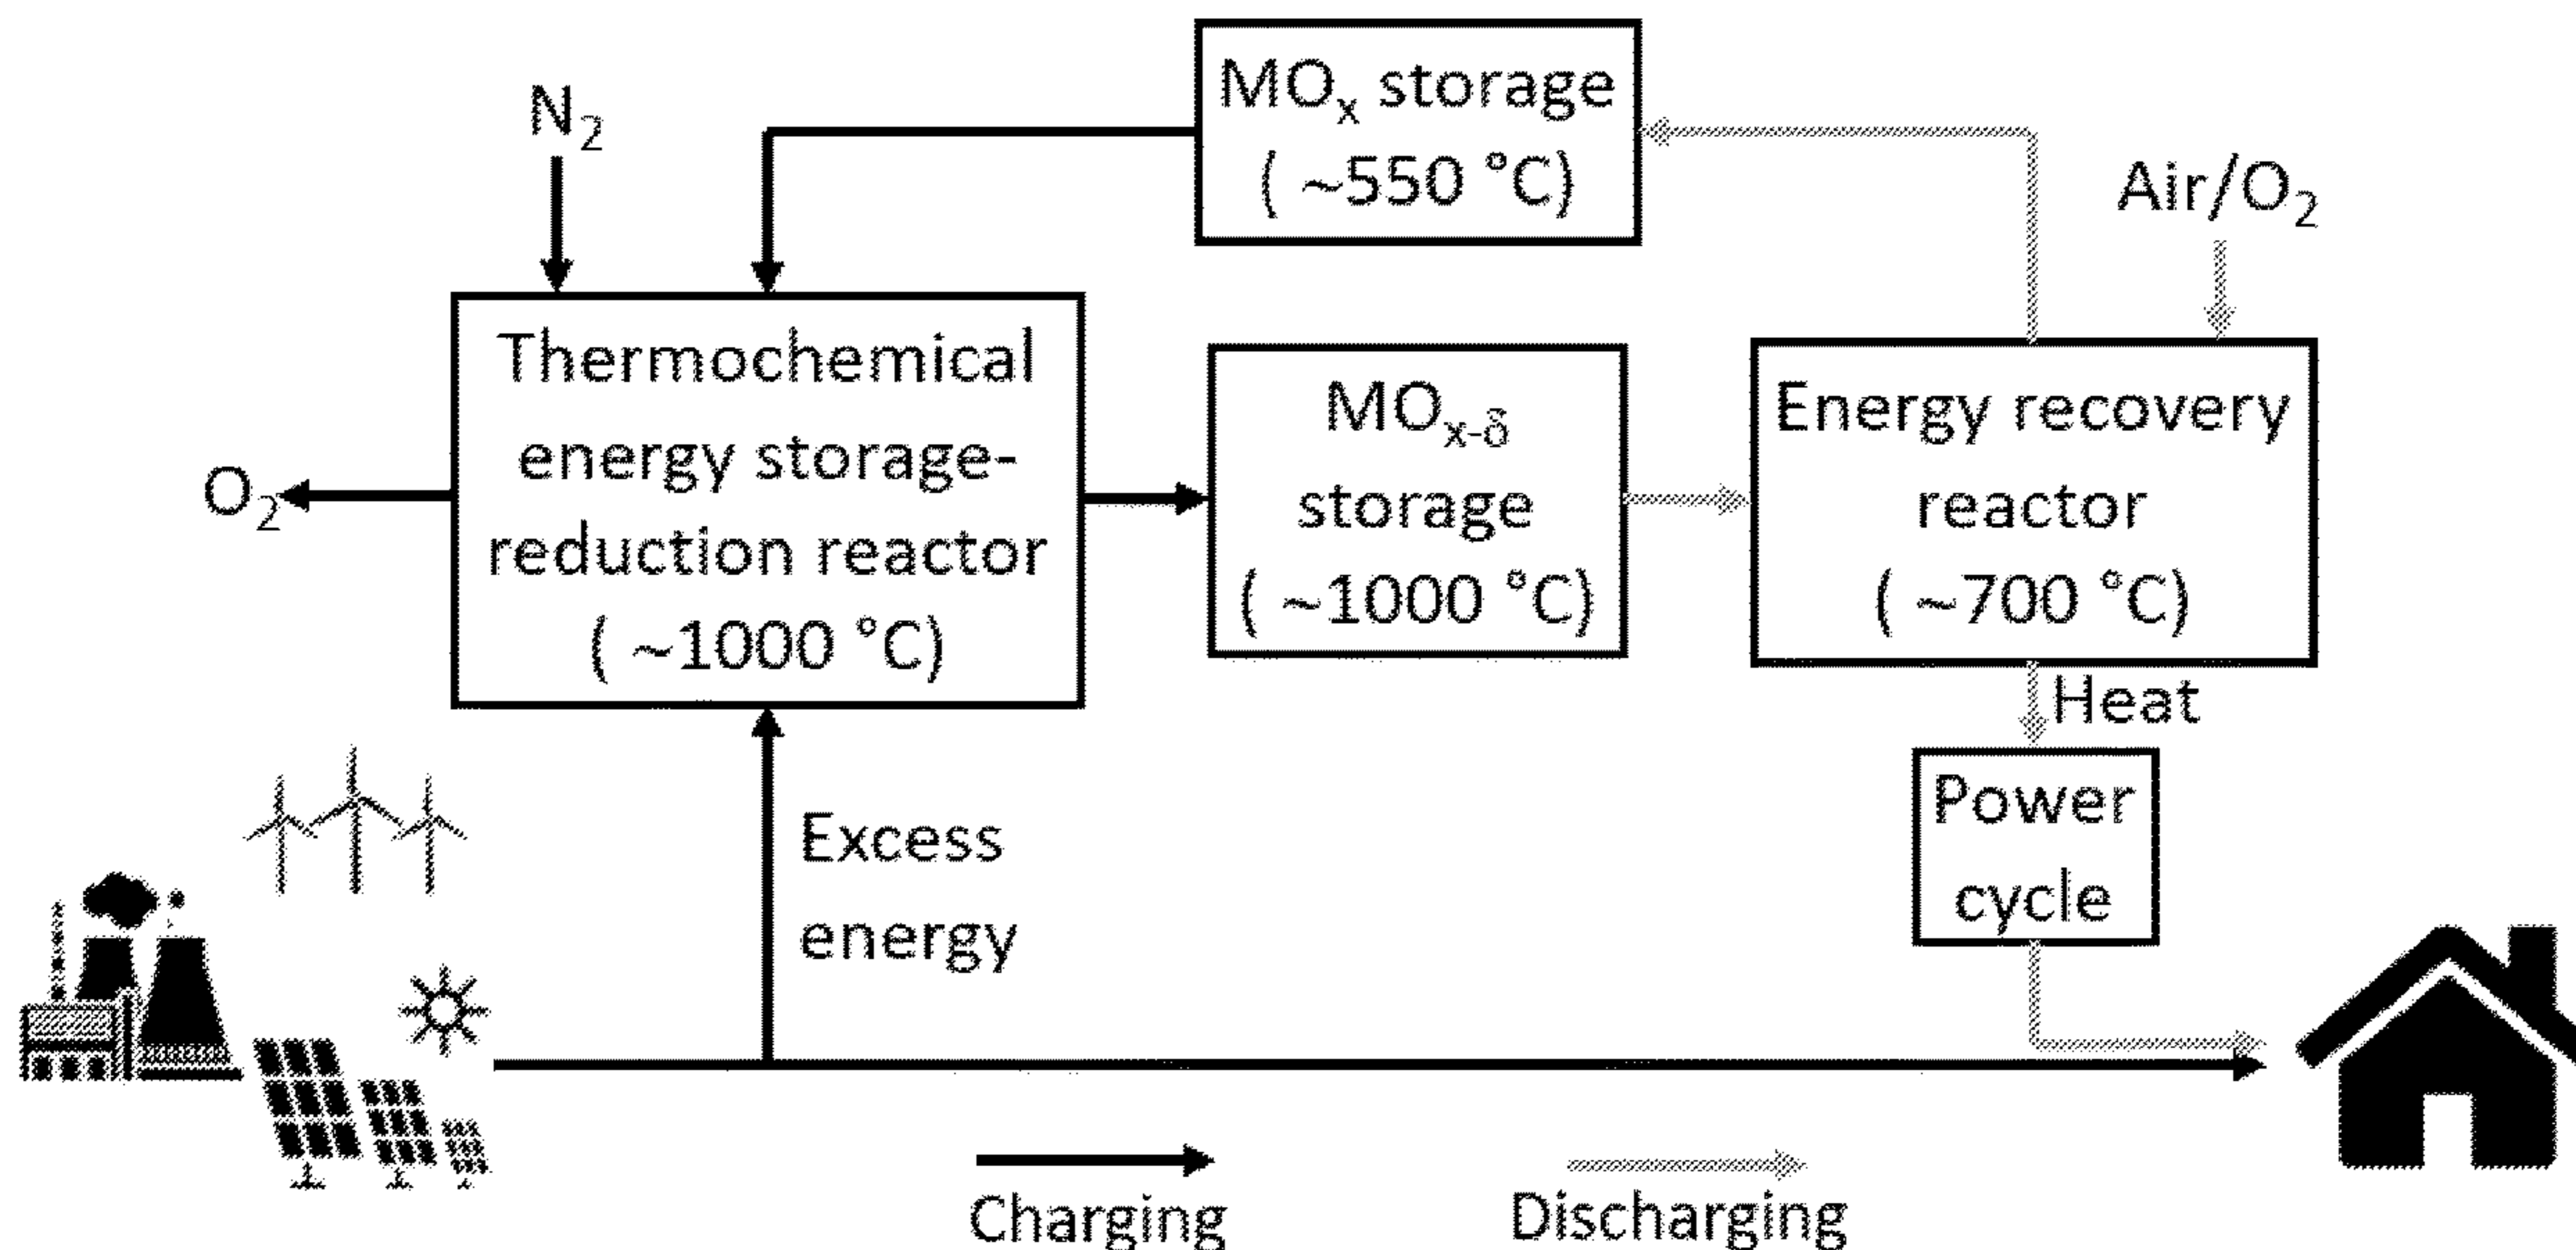 N₂
MOₓ storage
( ~550 °C)
Air/O₂
Thermochemical
energy storage-
reduction reactor
( ~1000 °C)
O₂
MOₓ₋δ
storage
( ~1000 °C)
Energy recovery
reactor
( ~700 °C)
Heat
Power
cycle
Excess
energy
Charging
Discharging